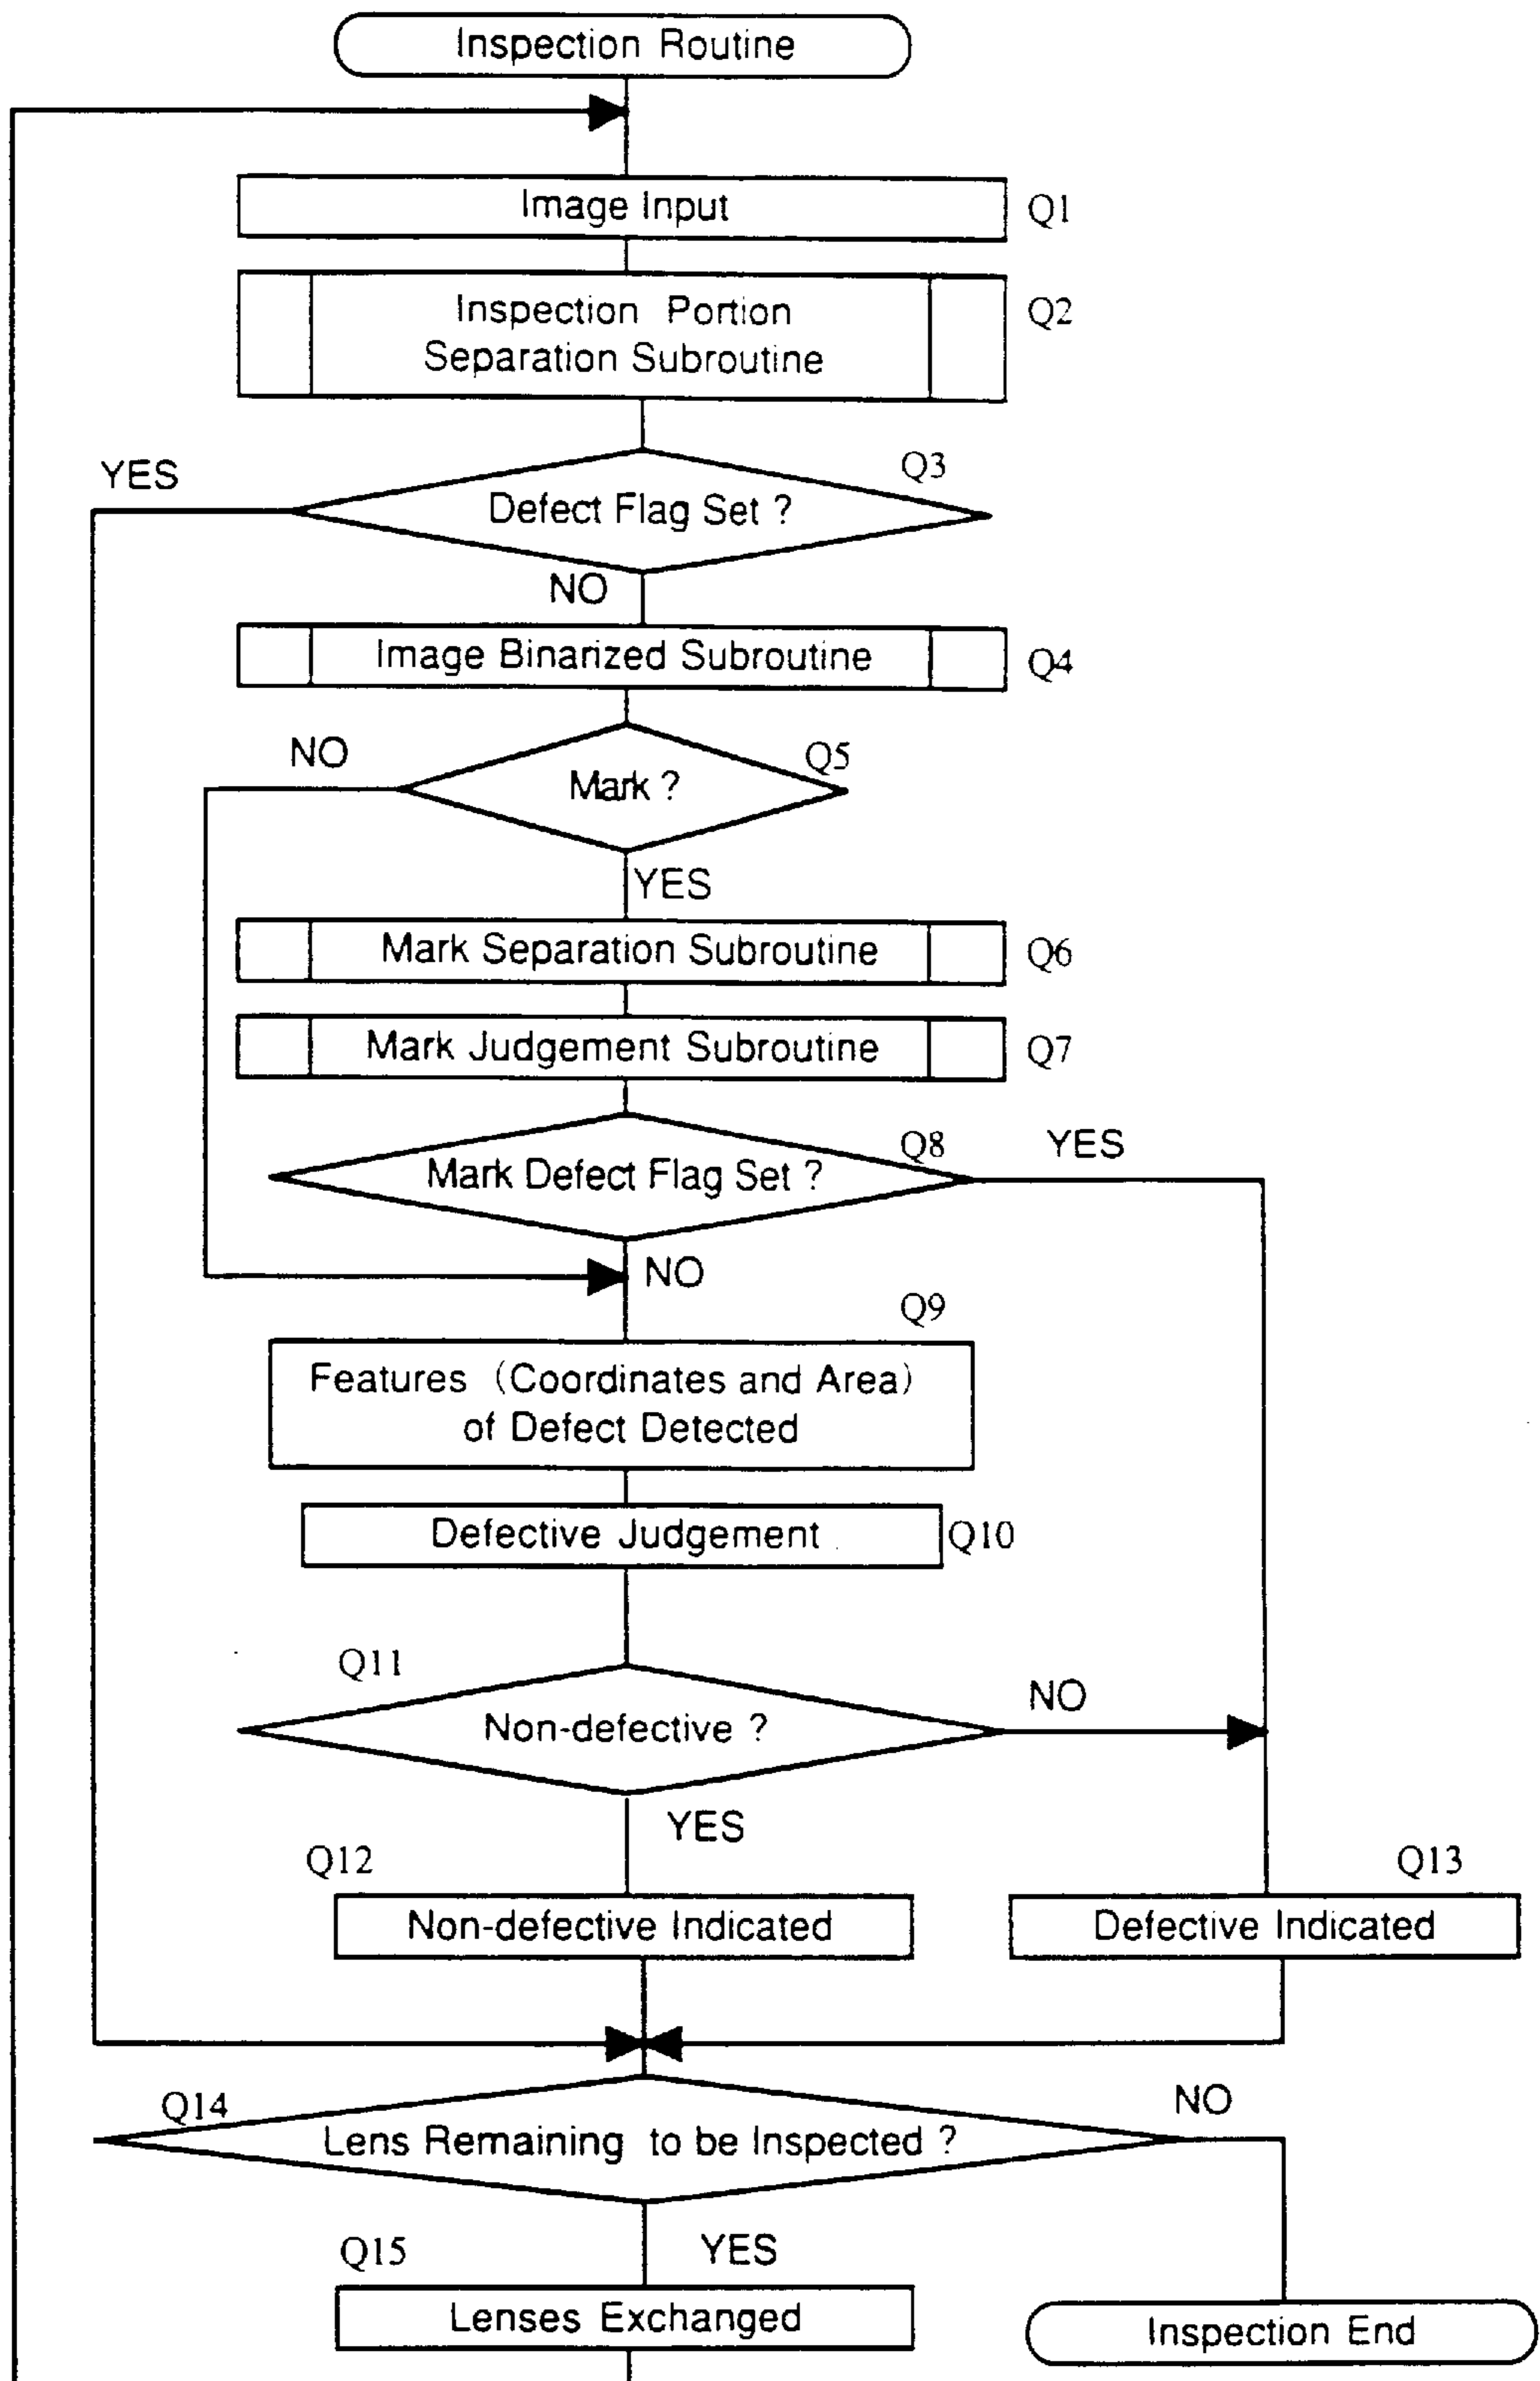 Inspection Routine
Image Input
Q1
Inspection Portion
Separation Subroutine
Q2
YES
Q3
Defect Flag Set ?
NO
Image Binarized Subroutine
Q4
NO
Q5
Mark ?
YES
Mark Separation Subroutine
Q6
Mark Judgement Subroutine
Q7
Q8
YES
Mark Defect Flag Set ?
NO
Q9
Features (Coordinates and Area)
of Defect Detected
Defective Judgement
Q10
Q11
NO
Non-defective ?
YES
Q12
Q13
Non-defective Indicated
Defective Indicated
Q14
NO
Lens Remaining to be Inspected ?
Q15
YES
Lenses Exchanged
Inspection End